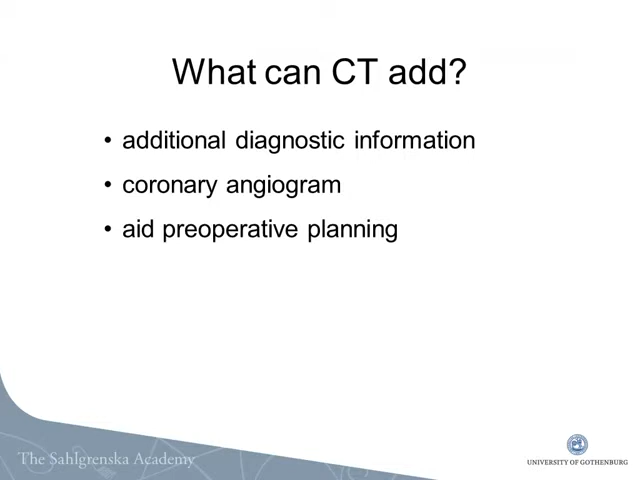 What can CT add?
• additional diagnostic information
• coronary angiogram
• aid preoperative planning
The Sahlgrenska Academy
UNIVERSITY OF GOTHENBURG